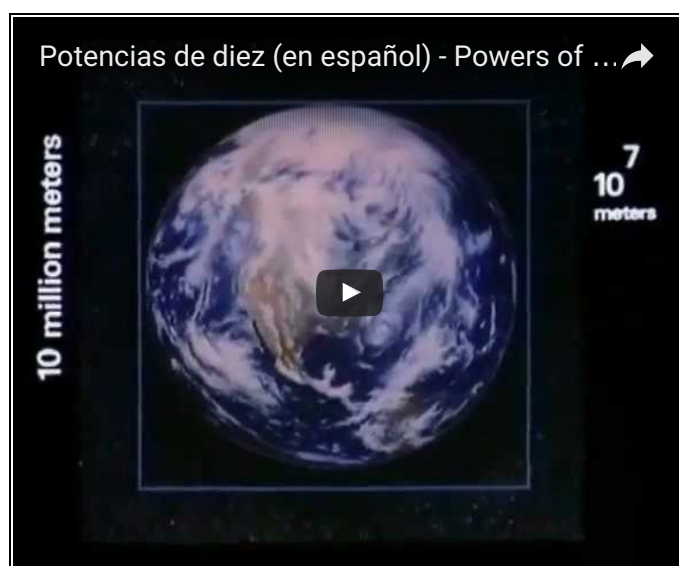 Potencias de diez (en español) - Powers of ...
10 million meters
10 7
meters